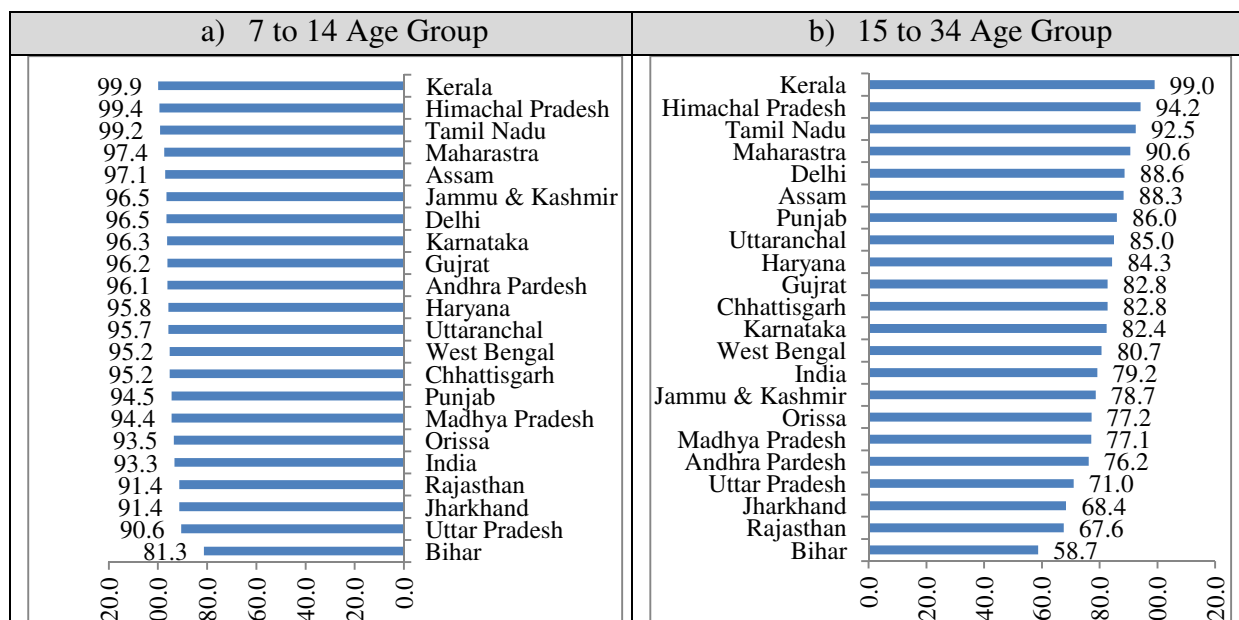 a) 7 to 14 Age Group
99.9 Kerala
99.4 Himachal Pradesh
99.2 Tamil Nadu
97.4 Maharastra
97.1 Assam
96.5 Jammu & Kashmir
96.5 Delhi
96.3 Karnataka
96.2 Gujrat
96.1 Andhra Pardesh
95.8 Haryana
95.7 Uttaranchal
95.2 West Bengal
95.2 Chhattisgarh
94.5 Punjab
94.4 Madhya Pradesh
93.5 Orissa
93.3 India
91.4 Rajasthan
91.4 Jharkhand
90.6 Uttar Pradesh
81.3 Bihar
20.0 00.0 80.0 60.0 40.0 20.0 0.0
b) 15 to 34 Age Group
Kerala 99.0
Himachal Pradesh 94.2
Tamil Nadu 92.5
Maharastra 90.6
Delhi 88.6
Assam 88.3
Punjab 86.0
Uttaranchal 85.0
Haryana 84.3
Gujrat 82.8
Chhattisgarh 82.8
Karnataka 82.4
West Bengal 80.7
India 79.2
Jammu & Kashmir 78.7
Orissa 77.2
Madhya Pradesh 77.1
Andhra Pardesh 76.2
Uttar Pradesh 71.0
Jharkhand 68.4
Rajasthan 67.6
Bihar 58.7
0.0 20.0 40.0 60.0 80.0 00.0 20.0